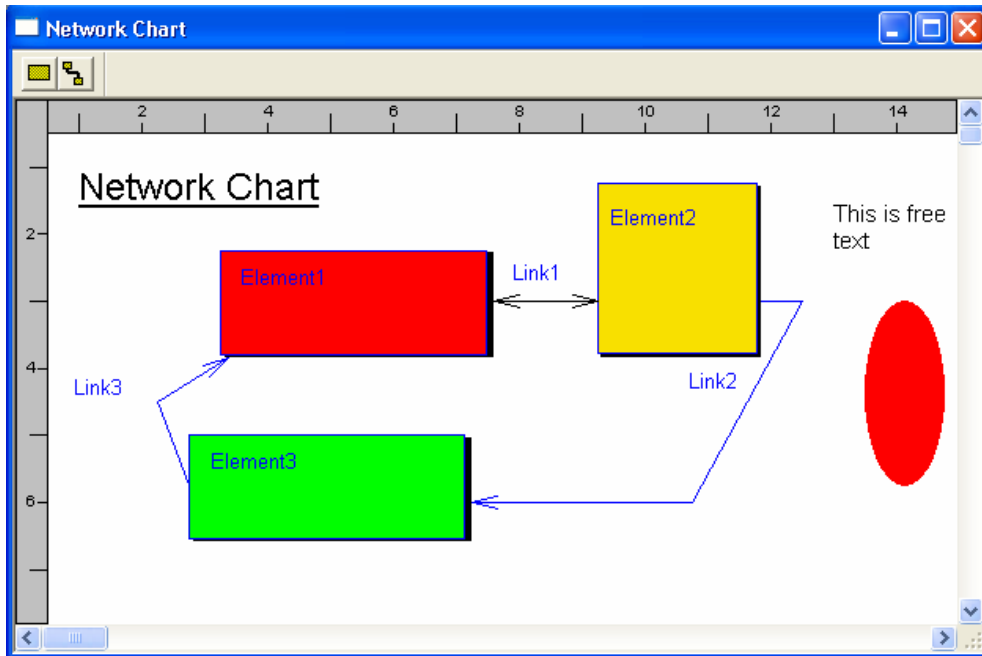 Network Chart
2 4 6 8 10 12 14
Network Chart
Element2
This is free
text
2
Element1
Link1
4
Link3
Link2
Element3
6